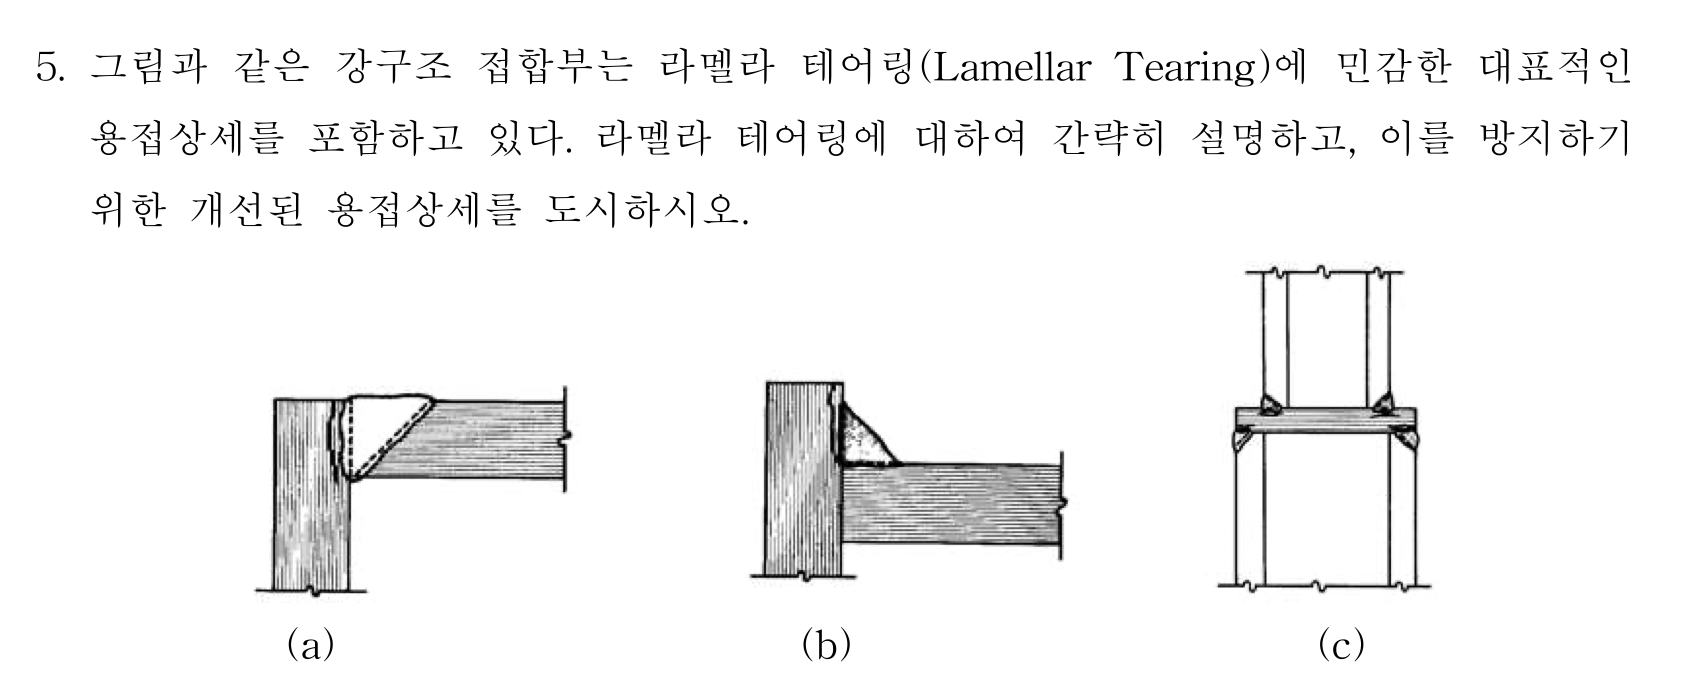 5. 그림과 같은 강구조 접합부는 라멜라 테어링(Lamellar Tearing)에 민감한 대표적인
용접상세를 포함하고 있다. 라멜라 테어링에 대하여 간략히 설명하고, 이를 방지하기
위한 개선된 용접상세를 도시하시오.
(a) (b) (c)